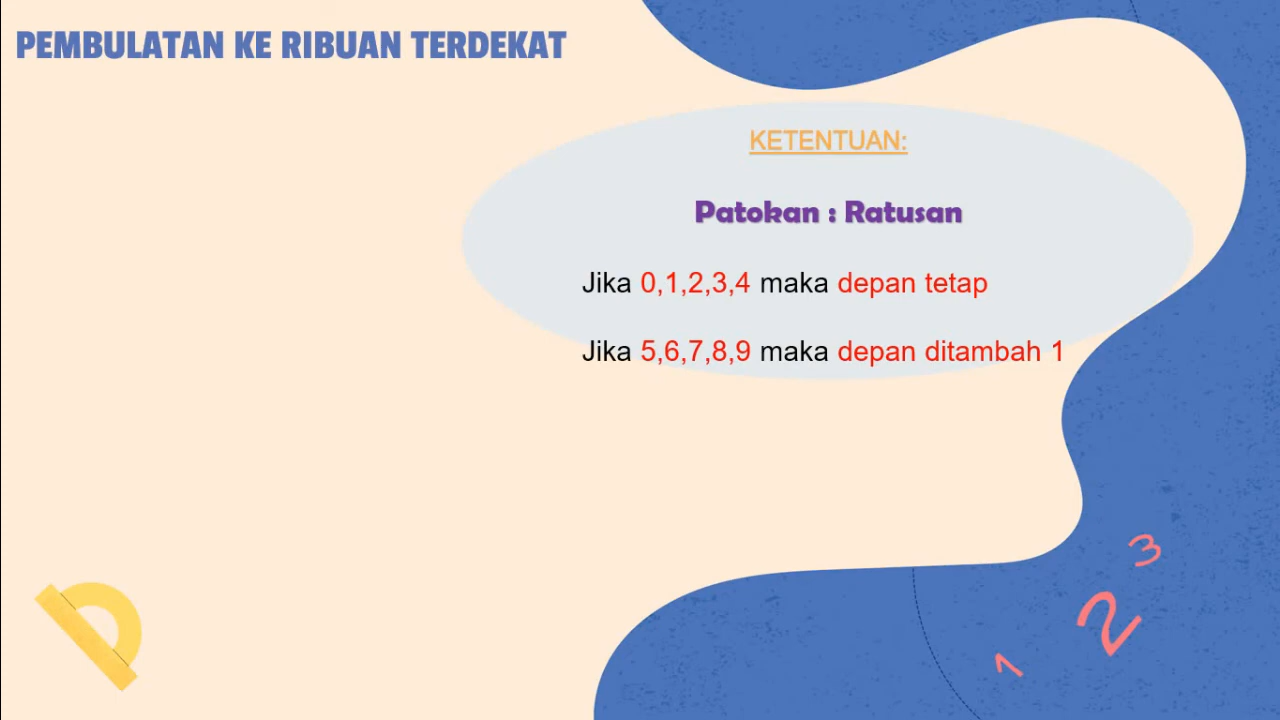 PEMBULATAN KE RIBUAN TERDEKAT
KETENTUAN:
Patokan : Ratusan
Jika 0,1,2,3,4 maka depan tetap
Jika 5,6,7,8,9 maka depan ditambah 1
3
2
1